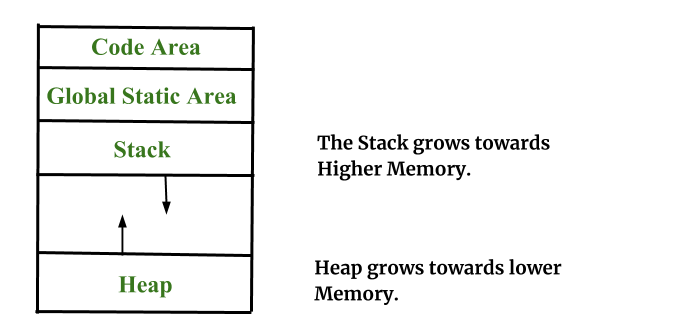 Code Area
Global Static Area
Stack
The Stack grows towards
Higher Memory.
Heap
Heap grows towards lower
Memory.